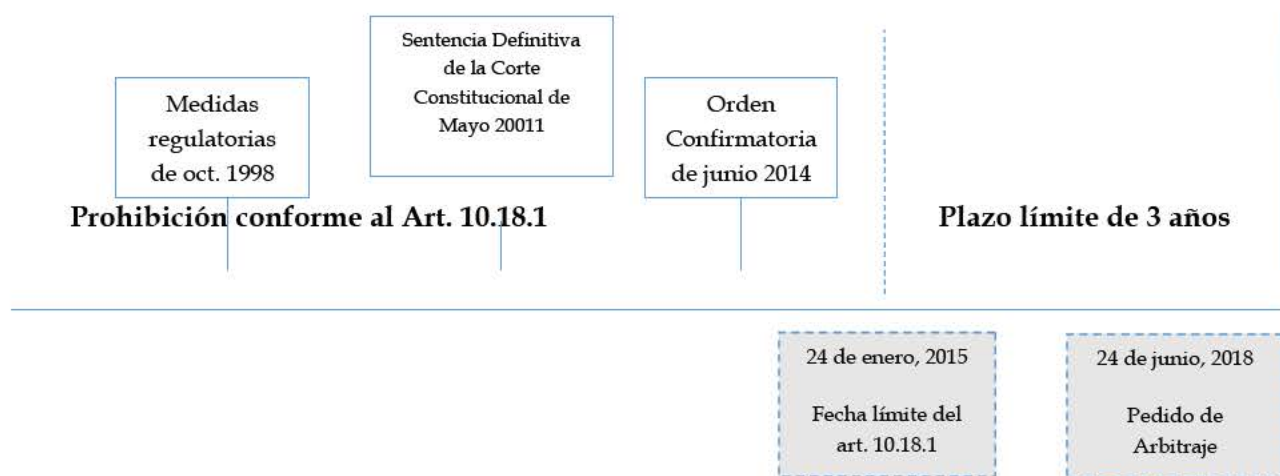 Medidas
regulatorias
de oct. 1998
Sentencia Definitiva
de la Corte
Constitucional de
Mayo 20011
Orden
Confirmatoria
de junio 2014
Prohibición conforme al Art. 10.18.1
Plazo límite de 3 años
24 de enero, 2015
Fecha límite del
art. 10.18.1
24 de junio, 2018
Pedido de
Arbitraje